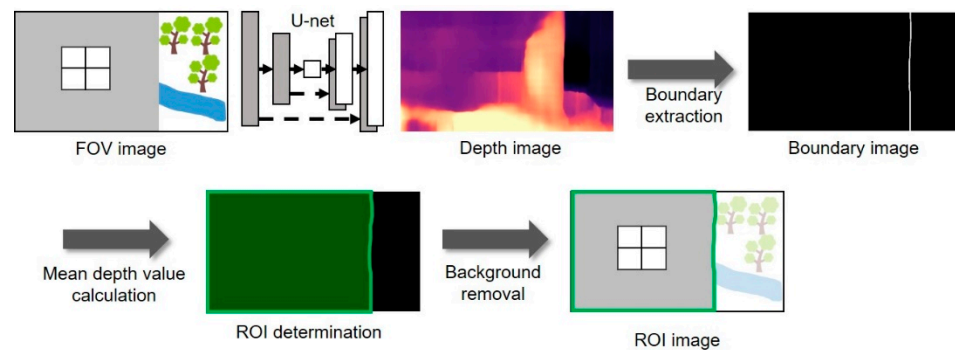 U-net
FOV image
Depth image
Boundary
extraction
Boundary image
Mean depth value
calculation
ROI determination
Background
removal
ROI image